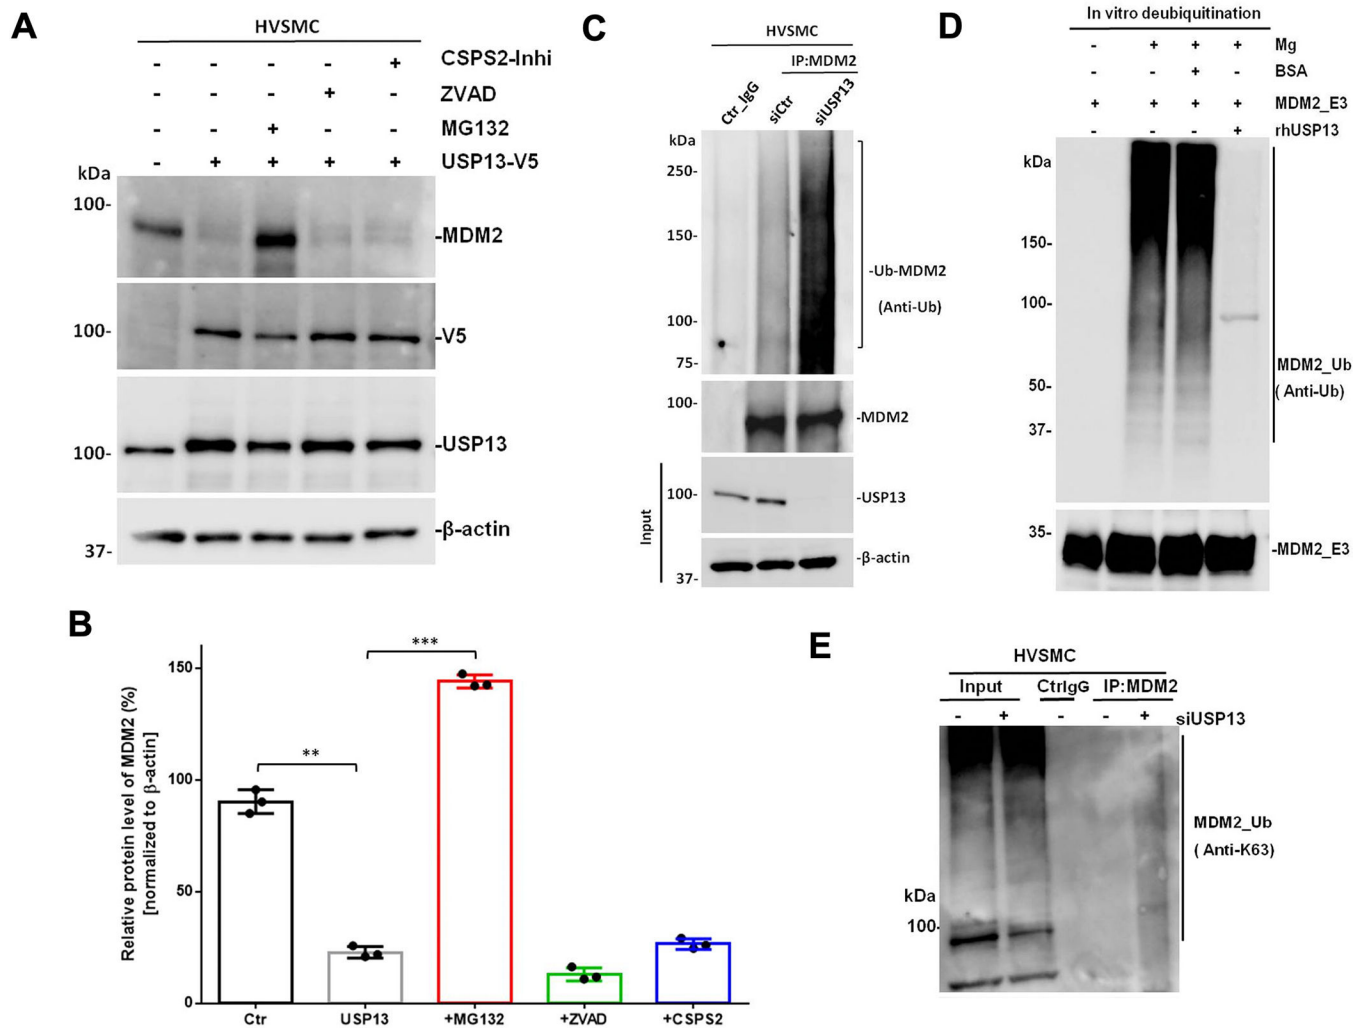 A
HVSMC
- - - - + CSPS2-Inhi
- - - + - ZVAD
- - + - - MG132
- + + + + USP13-V5
kDa
100-
-MDM2
100-
-V5
100-
-USP13
-β-actin
37-
B
Relative protein level of MDM2 (%)
[normalized to β-actin]
150
100
50
0
**
***
Ctr USP13 +MG132 +ZVAD +CSPS2
C
HVSMC
IP:MDM2
Ctr_IgG siCtr siUSP13
kDa
250-
150-
100-
75-
-Ub-MDM2
(Anti-Ub)
100-
-MDM2
Input
100-
-USP13
-β-actin
37-
D
In vitro deubiquitination
- + + + Mg
- - + - BSA
+ + + + MDM2_E3
- - - + rhUSP13
kDa
150-
100-
50-
37-
MDM2_Ub
( Anti-Ub)
35-
-MDM2_E3
E
HVSMC
Input CtrIgG IP:MDM2
- + - - + siUSP13
kDa
100-
MDM2_Ub
( Anti-K63)